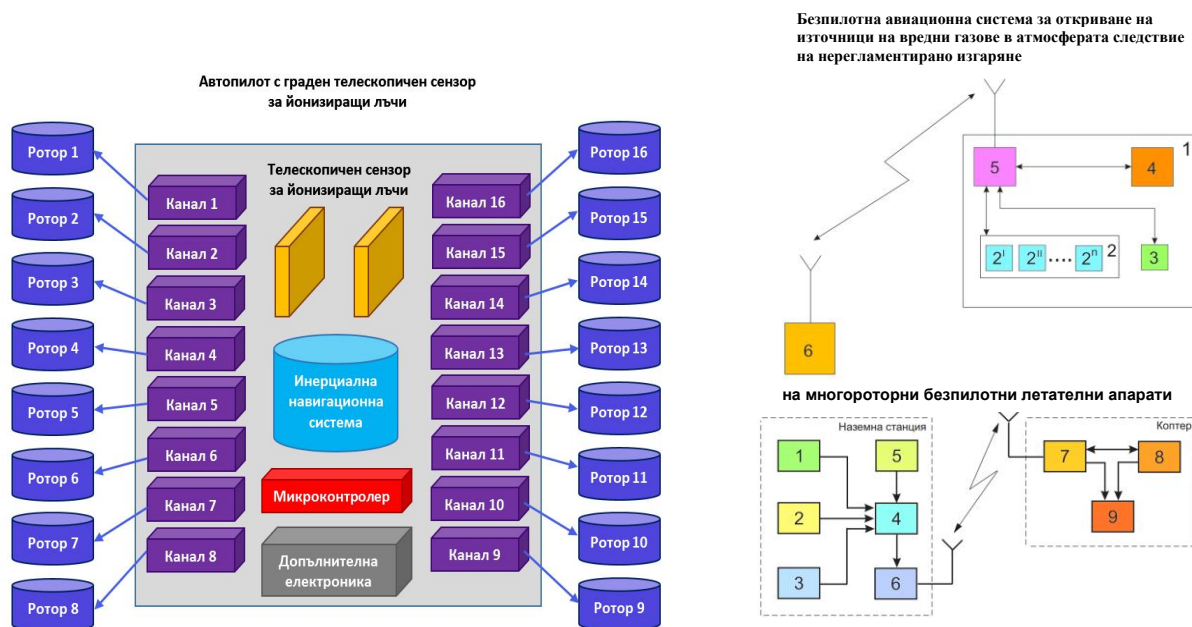 Автопилот с граден телескопичен сензор
за йонизиращи лъчи
Ротор 1
Ротор 2
Ротор 3
Ротор 4
Ротор 5
Ротор 6
Ротор 7
Ротор 8
Канал 1
Канал 2
Канал 3
Канал 4
Канал 5
Канал 6
Канал 7
Канал 8
Телескопичен сензор
за йонизиращи лъчи
Инерциална
навигационна
система
Микроконтролер
Допълнителна
електроника
Канал 16
Канал 15
Канал 14
Канал 13
Канал 12
Канал 11
Канал 10
Канал 9
Ротор 16
Ротор 15
Ротор 14
Ротор 13
Ротор 12
Ротор 11
Ротор 10
Ротор 9
Безпилотна авиационна система за откриване на
източници на вредни газове в атмосферата следствие
на нерегламентирано изгаряне
1
5
4
2ᴵ 2ᴵᴵ .... 2ⁿ 2
3
6
на многороторни безпилотни летателни апарати
Наземна станция
1
5
2
4
3
6
Коптер
7
8
9